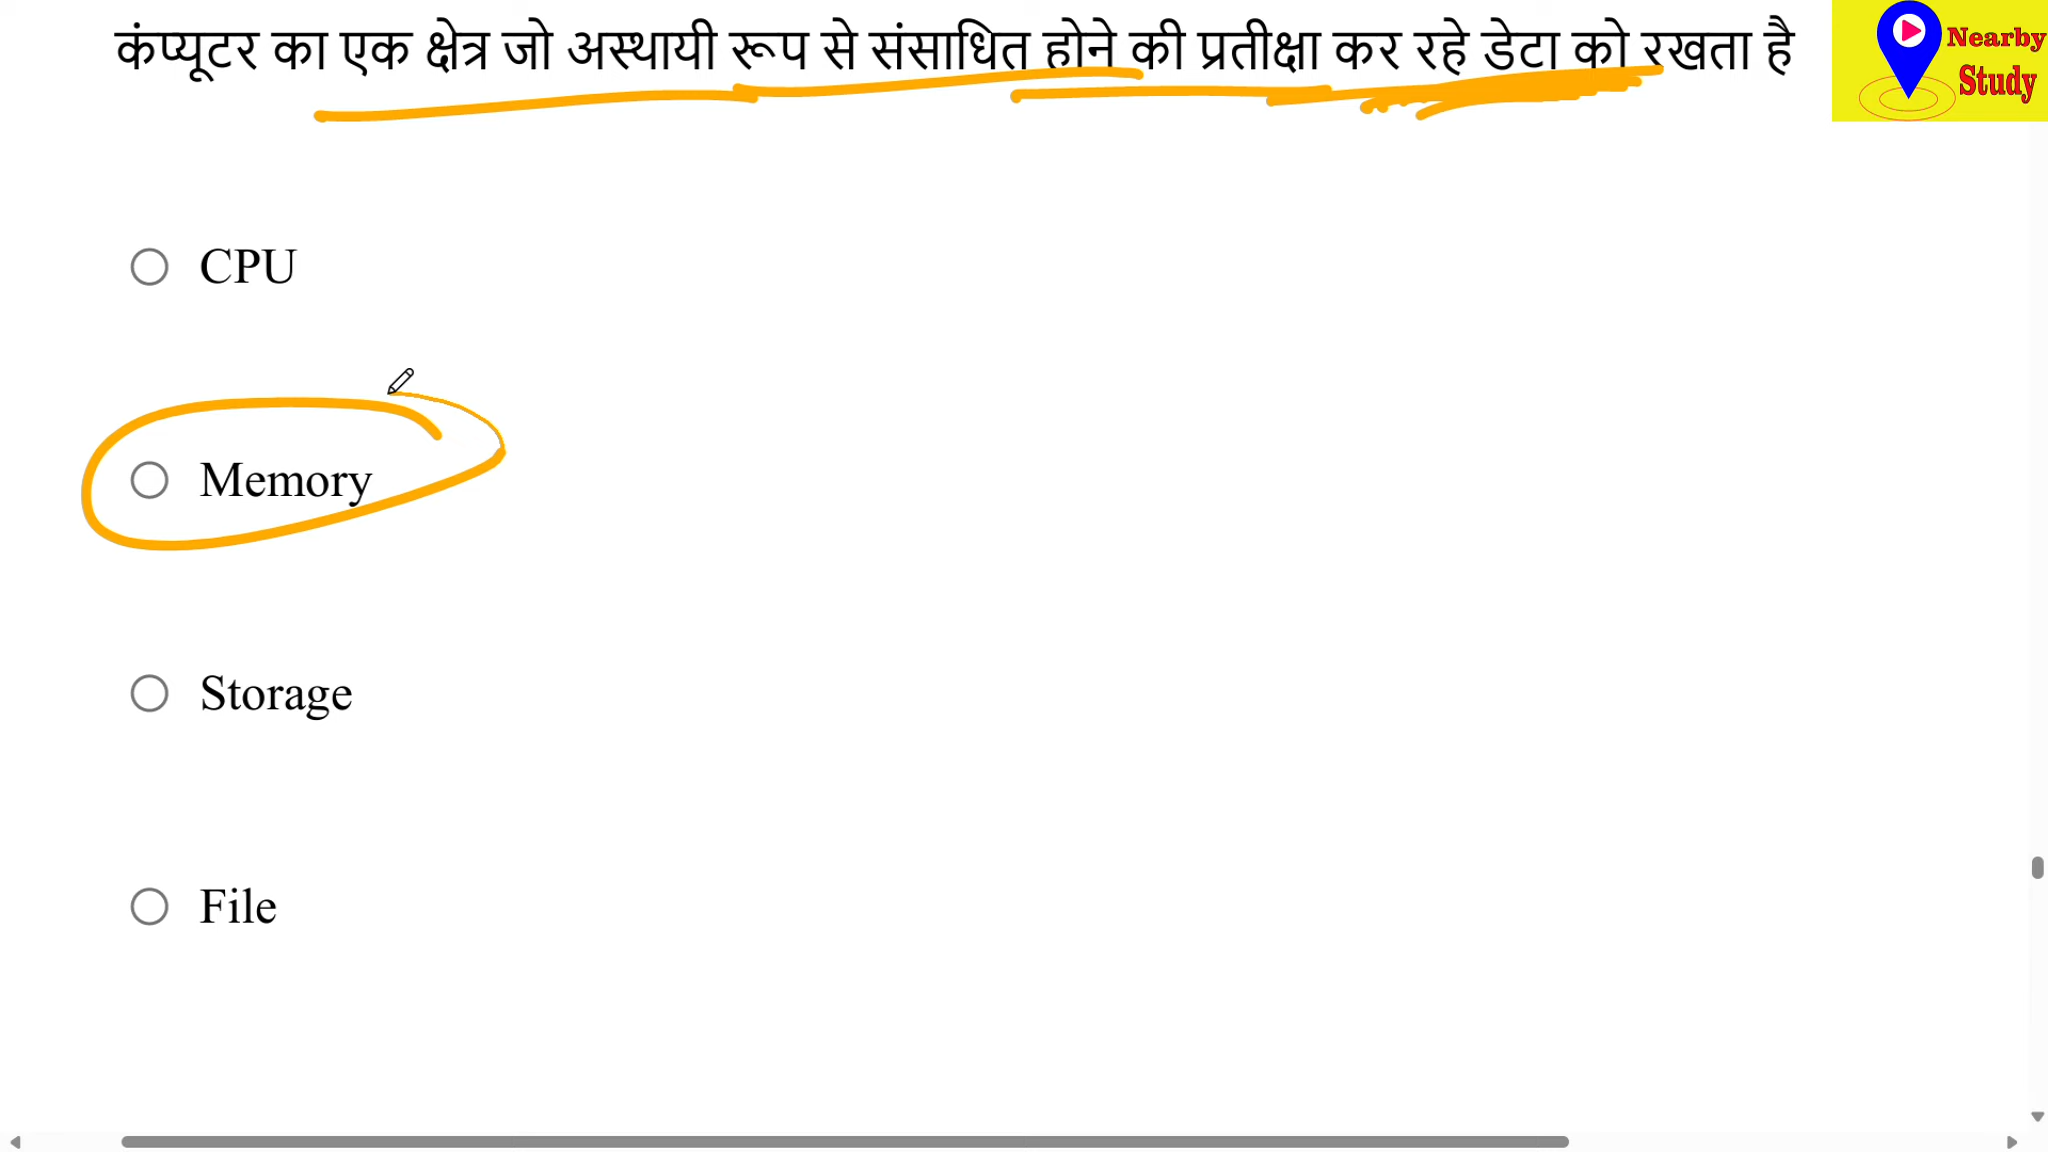 कंप्यूटर का एक क्षेत्र जो अस्थायी रूप से संसाधित होने की प्रतीक्षा कर रहे डेटा को रखता है
Nearby
Study
CPU
Memory
Storage
File